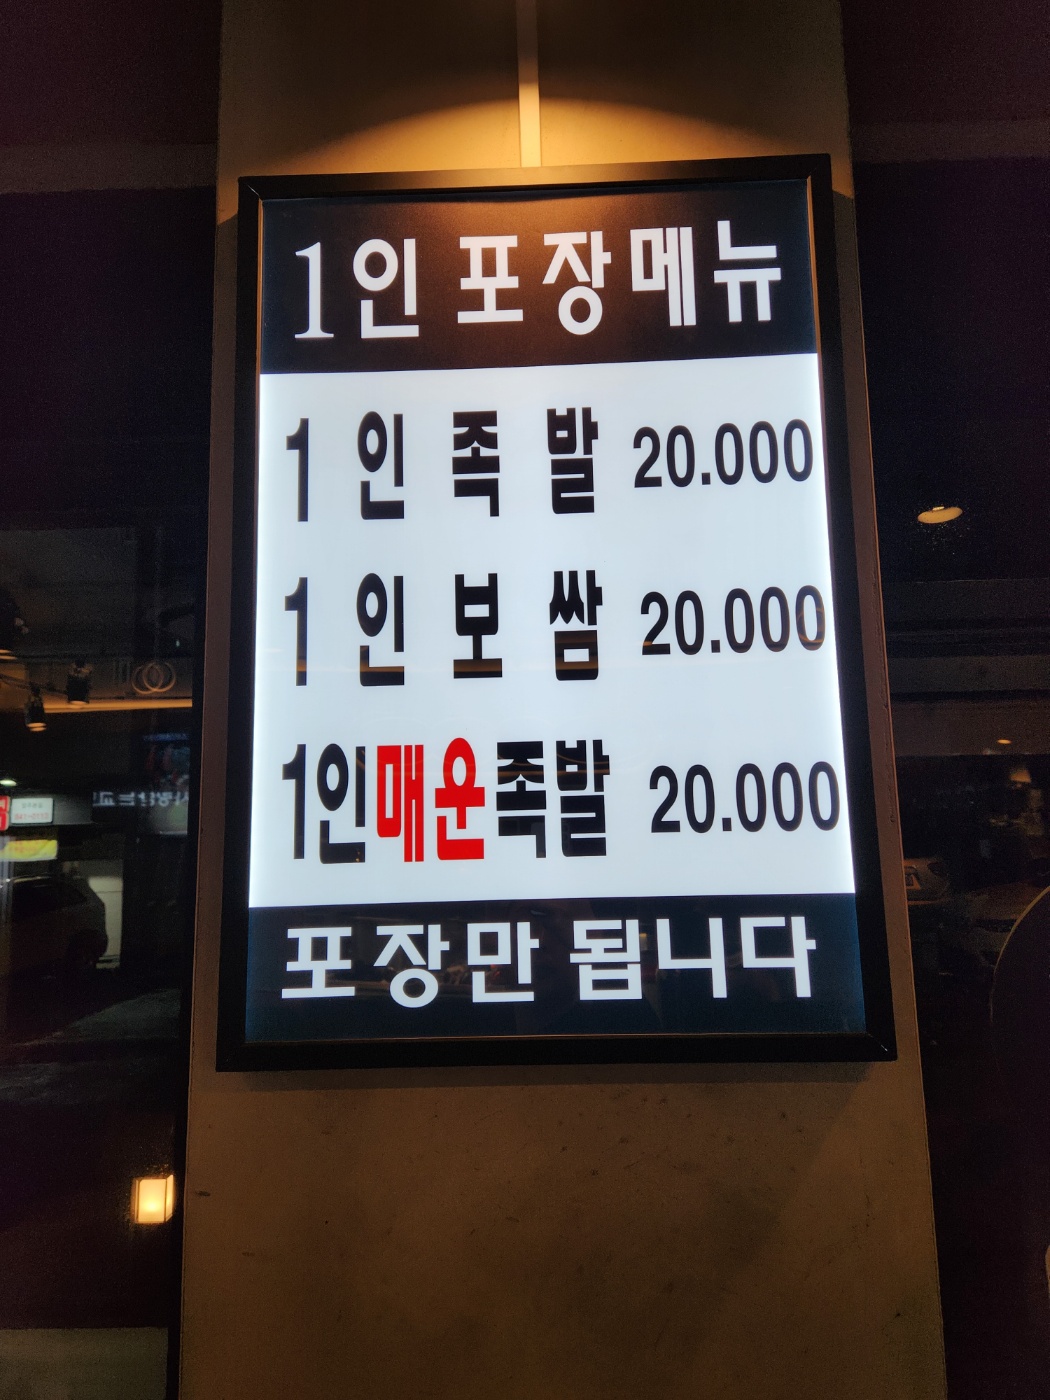 1인 포장메뉴
1인 족발 20.000
1인 보쌈 20.000
1인매운족발 20.000
포장만 됩니다